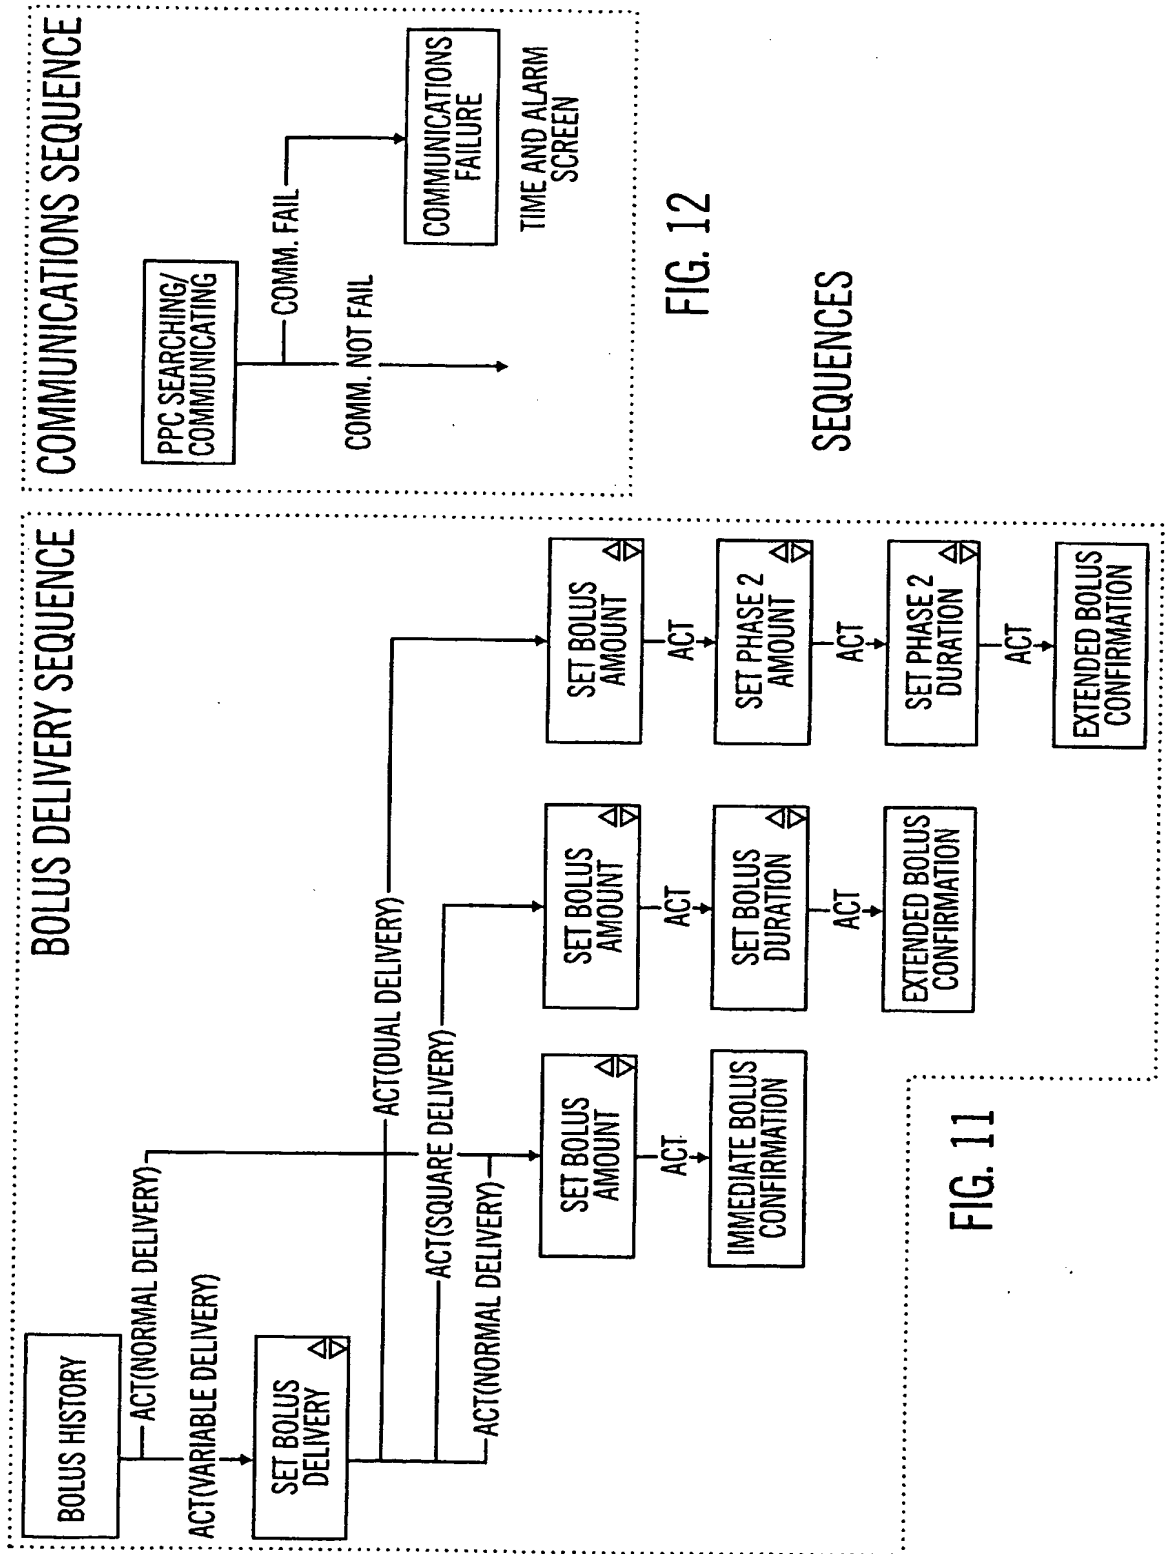 BOLUS DELIVERY SEQUENCE
BOLUS HISTORY
ACT(NORMAL DELIVERY)
ACT(VARIABLE DELIVERY)
SET BOLUS
DELIVERY
ACT(DUAL DELIVERY)
ACT(SQUARE DELIVERY)
ACT(NORMAL DELIVERY)
SET BOLUS
AMOUNT
ACT
IMMEDIATE BOLUS
CONFIRMATION
SET BOLUS
AMOUNT
ACT
SET BOLUS
DURATION
ACT
EXTENDED BOLUS
CONFIRMATION
SET BOLUS
AMOUNT
ACT
SET PHASE 2
AMOUNT
ACT
SET PHASE 2
DURATION
ACT
EXTENDED BOLUS
CONFIRMATION
FIG. 11
COMMUNICATIONS SEQUENCE
PPC SEARCHING/
COMMUNICATING
COMM. FAIL
COMM. NOT FAIL
COMMUNICATIONS
FAILURE
TIME AND ALARM
SCREEN
FIG. 12
SEQUENCES